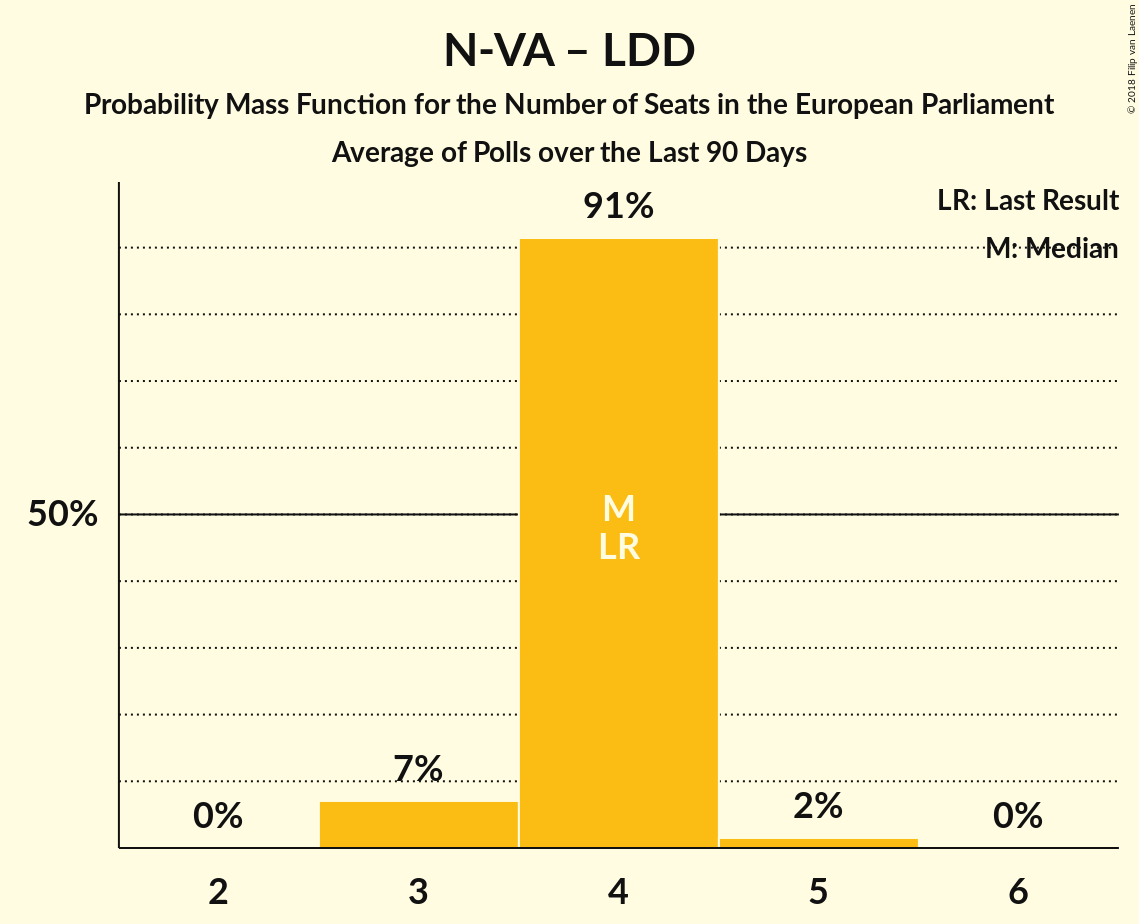 N-VA – LDD
Probability Mass Function for the Number of Seats in the European Parliament
Average of Polls over the Last 90 Days
© 2018 Filip van Laenen
LR: Last Result
M: Median
91%
50%
M
LR
7%
0%
2%
0%
2 3 4 5 6